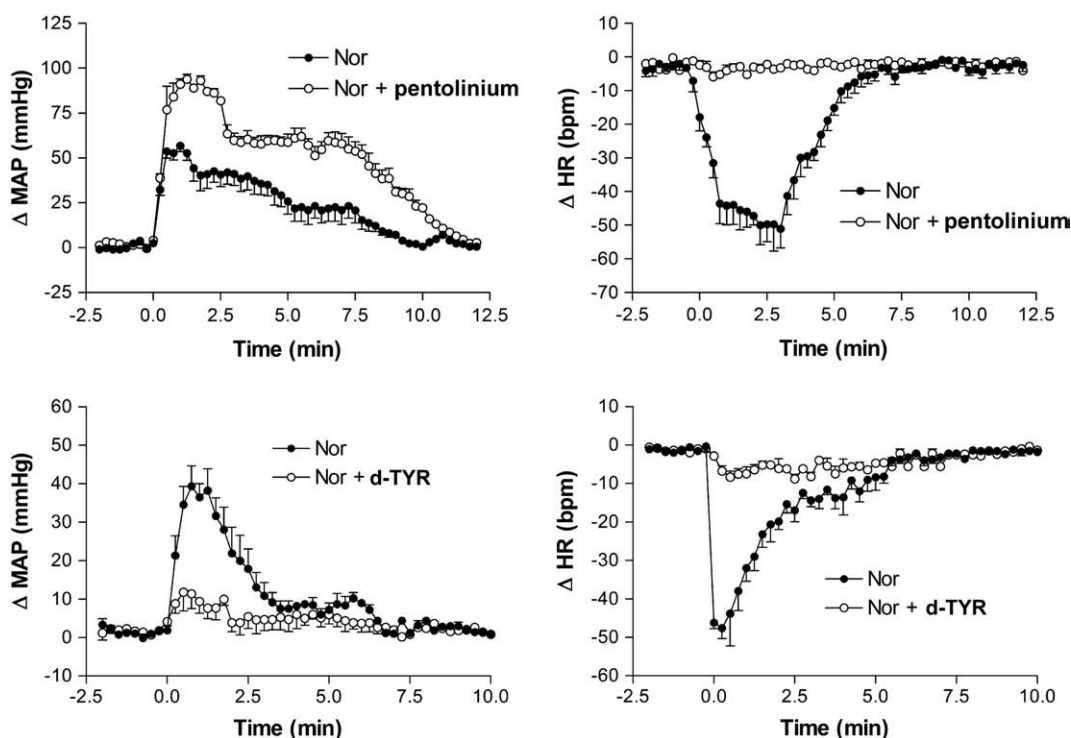 125
100
75
50
25
0
-25
Δ MAP (mmHg)
Nor
Nor + pentolinium
-2.5 0.0 2.5 5.0 7.5 10.0 12.5
Time (min)
10
0
-10
-20
-30
-40
-50
-60
-70
Δ HR (bpm)
Nor
Nor + pentolinium
-2.5 0.0 2.5 5.0 7.5 10.0 12.5
Time (min)
60
50
40
30
20
10
0
-10
Δ MAP (mmHg)
Nor
Nor + d-TYR
-2.5 0.0 2.5 5.0 7.5 10.0
Time (min)
10
0
-10
-20
-30
-40
-50
-60
Δ HR (bpm)
Nor
Nor + d-TYR
-2.5 0.0 2.5 5.0 7.5 10.0
Time (min)